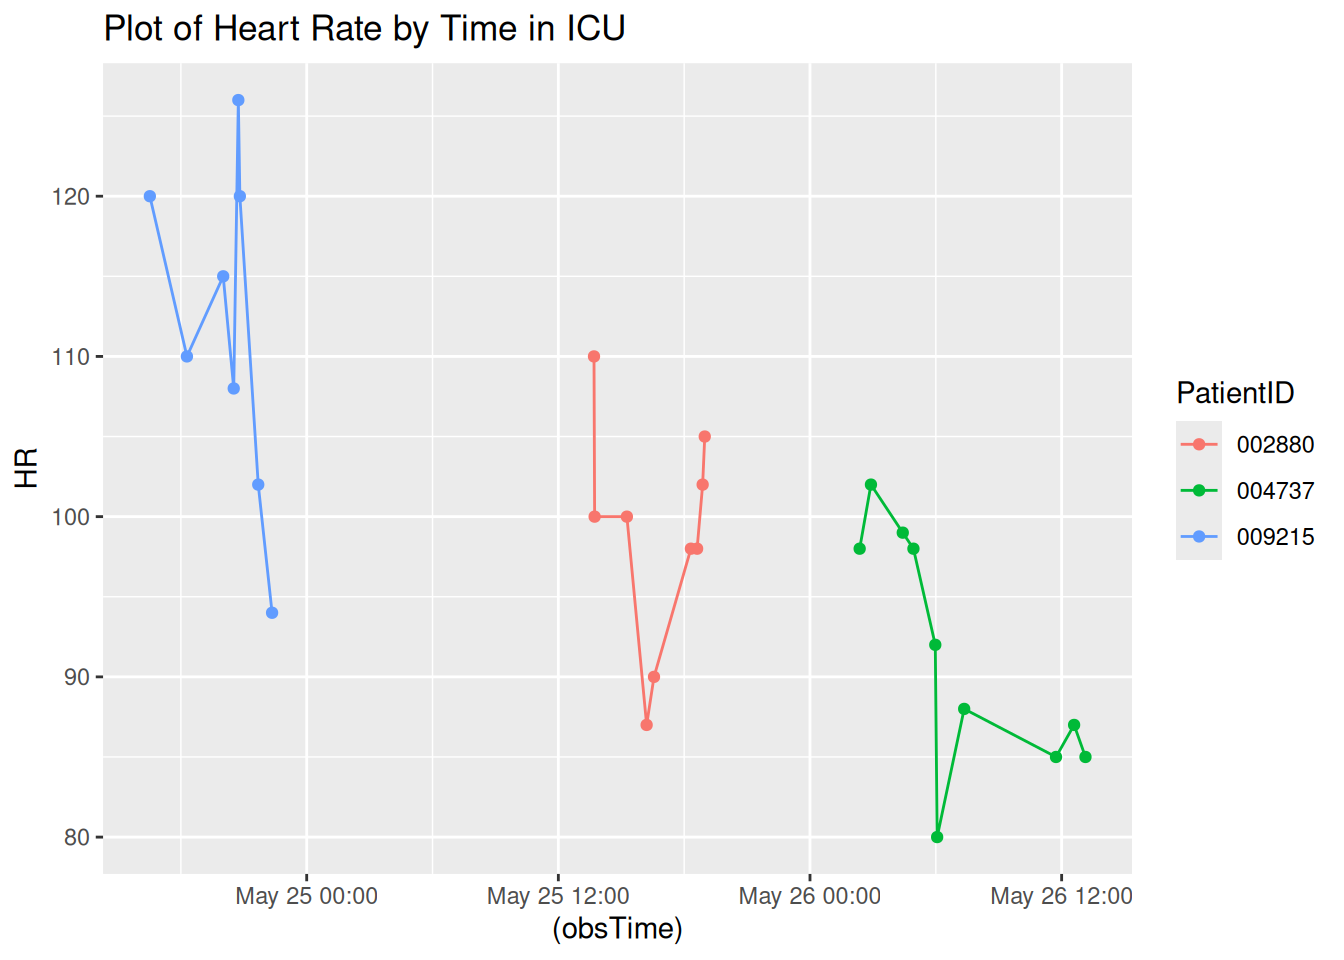 Plot of Heart Rate by Time in ICU
120
110
100
90
80
HR
May 25 00:00
May 25 12:00
May 26 00:00
May 26 12:00
(obsTime)
PatientID
002880
004737
009215